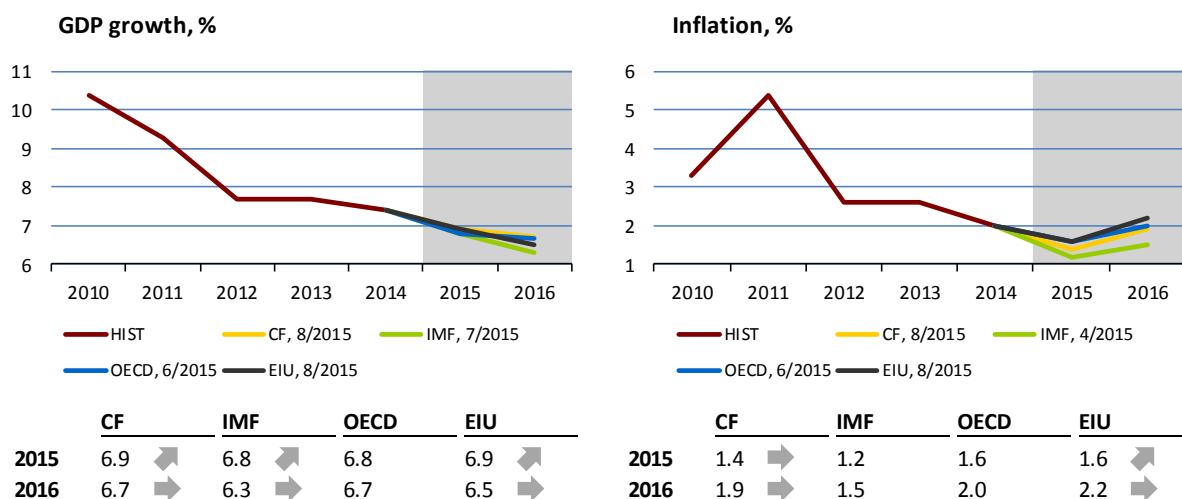 GDP growth, %
11
10
9
8
7
6
2010 2011 2012 2013 2014 2015 2016
HIST CF, 8/2015 IMF, 7/2015
OECD, 6/2015 EIU, 8/2015
CF IMF OECD EIU
2015 6.9 6.8 6.8 6.9
2016 6.7 6.3 6.7 6.5
Inflation, %
6
5
4
3
2
1
2010 2011 2012 2013 2014 2015 2016
HIST CF, 8/2015 IMF, 4/2015
OECD, 6/2015 EIU, 8/2015
CF IMF OECD EIU
2015 1.4 1.2 1.6 1.6
2016 1.9 1.5 2.0 2.2